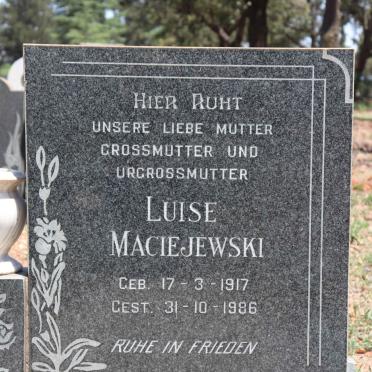 HIER RUHT
UNSERE LIEBE MUTTER
GROSSMUTTER UND
URGROSSMUTTER
LUISE
MACIEJEWSKI
GEB. 17-3-1917
GEST. 31-10-1986
RUHE IN FRIEDEN